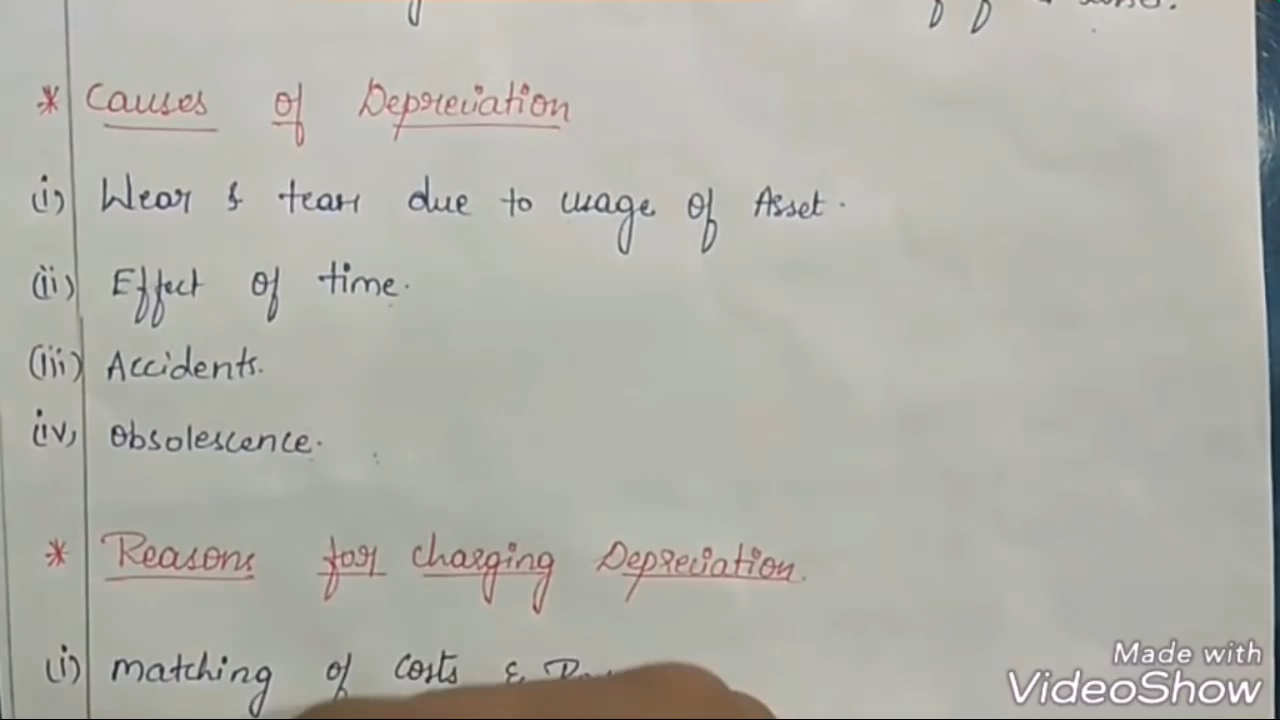 * Causes of Depreciation
(i) Wear & tear due to usage of Asset.
(ii) Effect of time.
(iii) Accidents.
(iv) Obsolescence.
* Reasons for charging Depreciation.
(i) matching of costs &
Made with
VideoShow